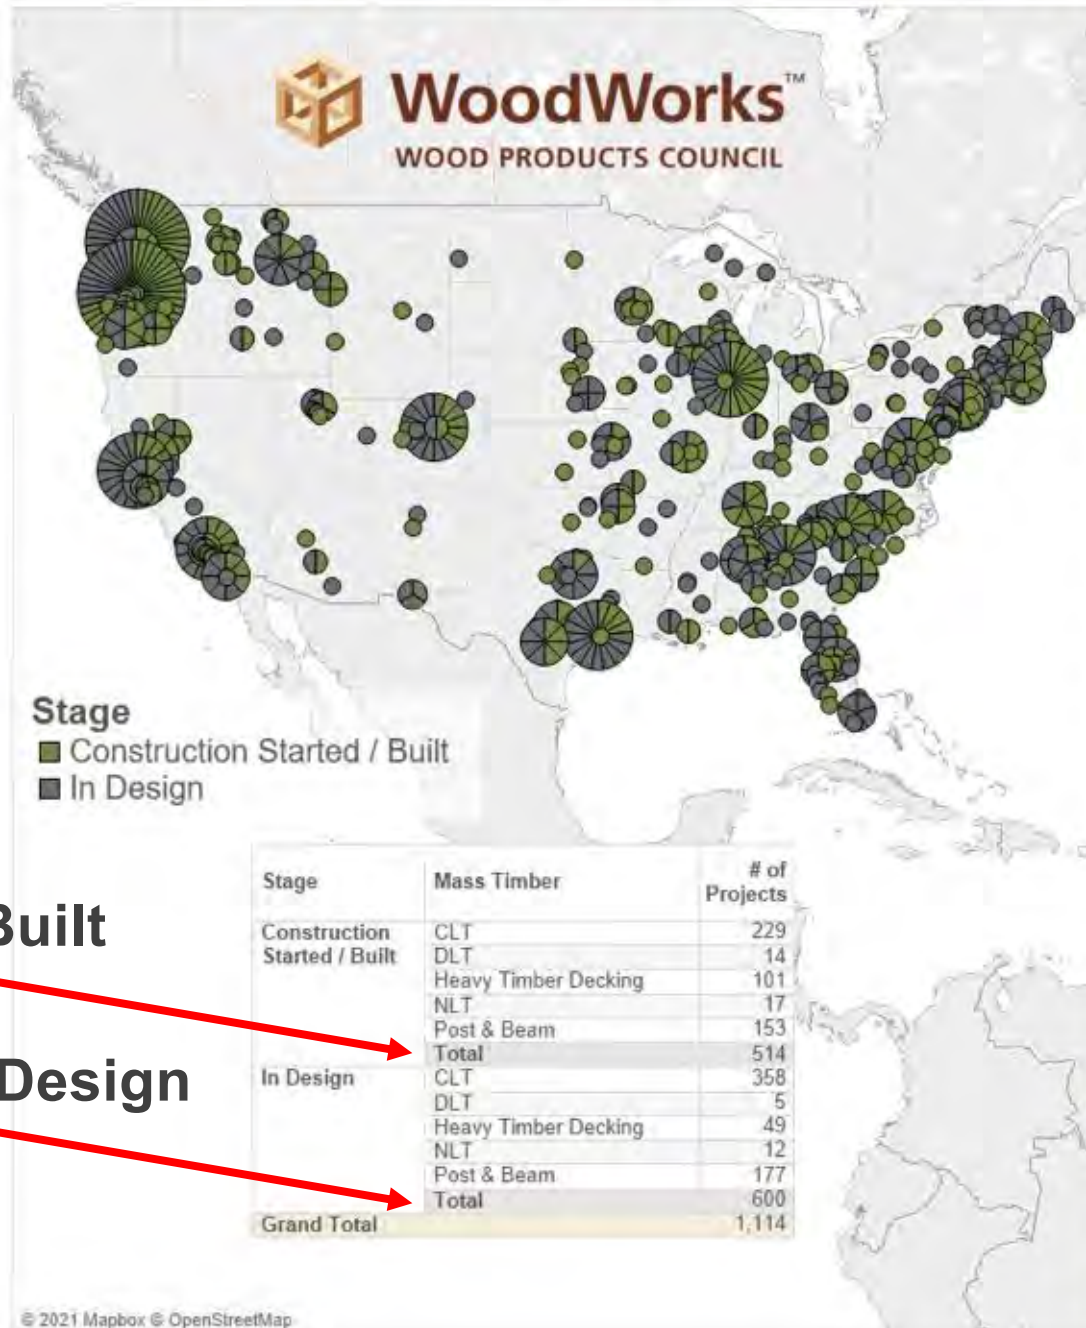 WoodWorks™
WOOD PRODUCTS COUNCIL
Stage
Construction Started / Built
In Design
Built
Design
Stage Mass Timber # of Projects
Construction Started / Built CLT 229
DLT 14
Heavy Timber Decking 101
NLT 17
Post & Beam 153
Total 514
In Design CLT 358
DLT 5
Heavy Timber Decking 49
NLT 12
Post & Beam 177
Total 600
Grand Total 1,114
© 2021 Mapbox © OpenStreetMap